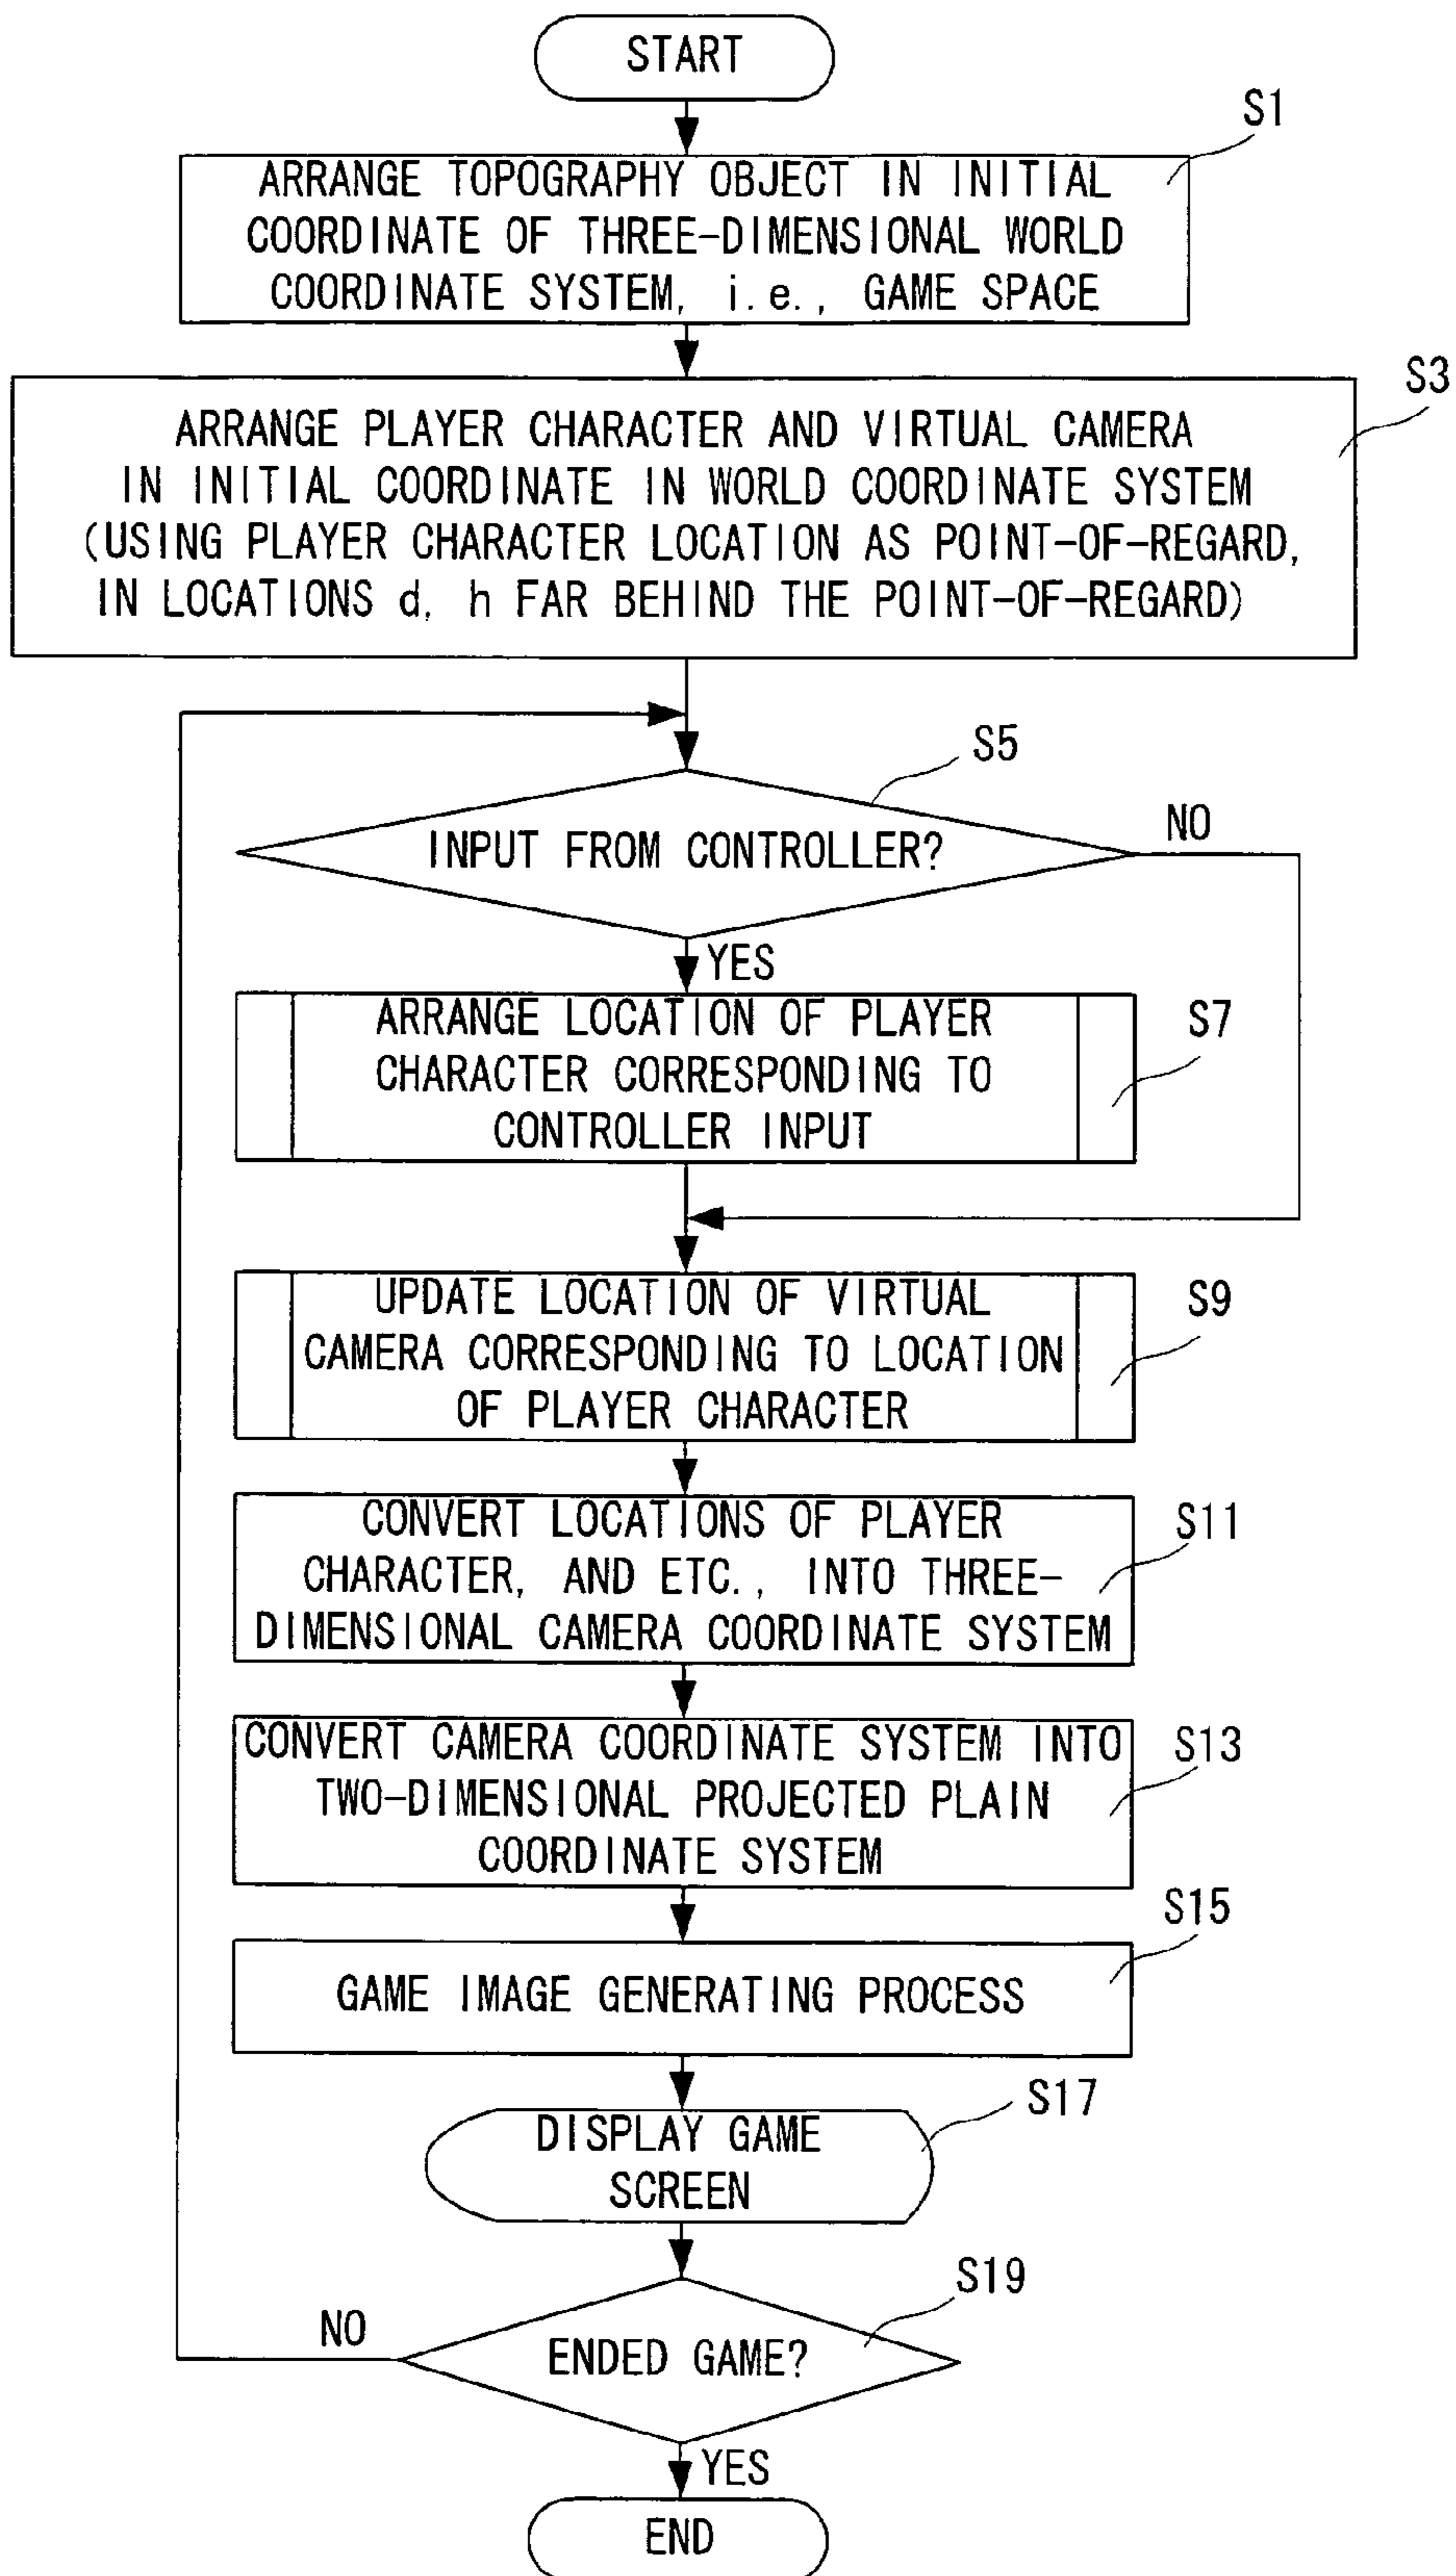 START
S1
ARRANGE TOPOGRAPHY OBJECT IN INITIAL
COORDINATE OF THREE-DIMENSIONAL WORLD
COORDINATE SYSTEM, i.e., GAME SPACE
S3
ARRANGE PLAYER CHARACTER AND VIRTUAL CAMERA
IN INITIAL COORDINATE IN WORLD COORDINATE SYSTEM
(USING PLAYER CHARACTER LOCATION AS POINT-OF-REGARD,
IN LOCATIONS d, h FAR BEHIND THE POINT-OF-REGARD)
S5
INPUT FROM CONTROLLER?
NO
YES
ARRANGE LOCATION OF PLAYER
CHARACTER CORRESPONDING TO
CONTROLLER INPUT
S7
UPDATE LOCATION OF VIRTUAL
CAMERA CORRESPONDING TO LOCATION
OF PLAYER CHARACTER
S9
CONVERT LOCATIONS OF PLAYER
CHARACTER, AND ETC., INTO THREE-
DIMENSIONAL CAMERA COORDINATE SYSTEM
S11
CONVERT CAMERA COORDINATE SYSTEM INTO
TWO-DIMENSIONAL PROJECTED PLAIN
COORDINATE SYSTEM
S13
S15
GAME IMAGE GENERATING PROCESS
S17
DISPLAY GAME
SCREEN
S19
NO
ENDED GAME?
YES
END